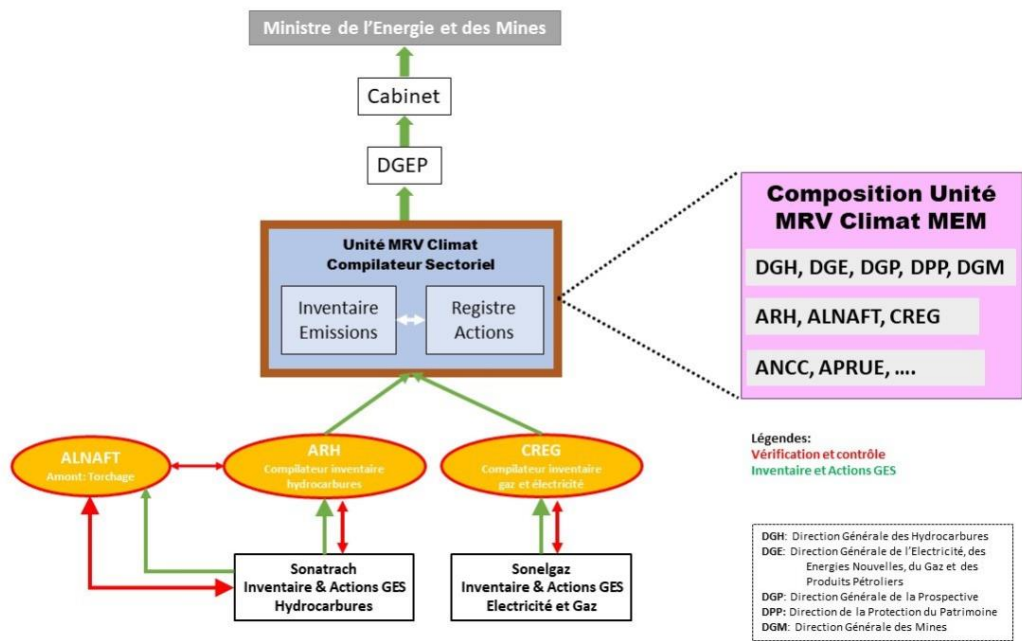 Ministre de l'Energie et des Mines
Cabinet
DGEP
Unité MRV Climat
Compilateur Sectoriel
Inventaire
Emissions
Registre
Actions
Composition Unité
MRV Climat MEM
DGH, DGE, DGP, DPP, DGM
ARH, ALNAFT, CREG
ANCC, APRUE, ....
ALNAFT
Amont: Torchage
ARH
Compilateur inventaire
hydrocarbures
CREG
Compilateur inventaire
gaz et électricité
Sonatrach
Inventaire & Actions GES
Hydrocarbures
Sonelgaz
Inventaire & Actions GES
Electricité et Gaz
Légendes:
Vérification et contrôle
Inventaire et Actions GES
DGH: Direction Générale des Hydrocarbures
DGE: Direction Générale de l'Electricité, des
Energies Nouvelles, du Gaz et des
Produits Pétroliers
DGP: Direction Générale de la Prospective
DPP: Direction de la Protection du Patrimoine
DGM: Direction Générale des Mines